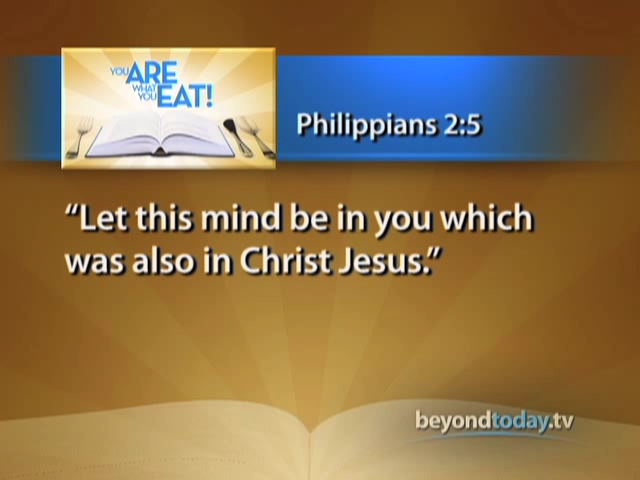 YOU ARE
WHAT
YOU EAT!
Philippians 2:5
“Let this mind be in you which
was also in Christ Jesus.”
beyondtoday.tv